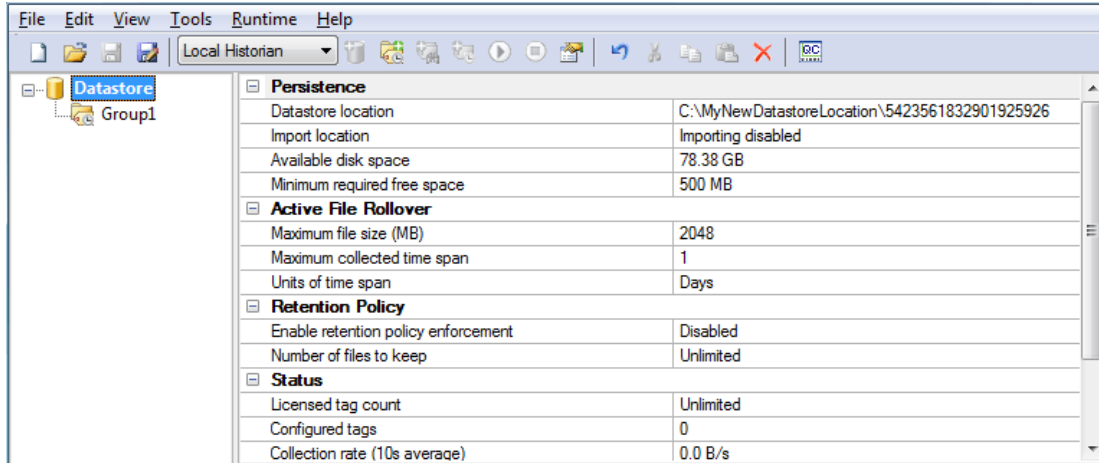 File Edit View Tools Runtime Help
Local Historian QC
Datastore
Group1
Persistence
Datastore location C:\MyNewDatastoreLocation\5423561832901925926
Import location Importing disabled
Available disk space 78.38 GB
Minimum required free space 500 MB
Active File Rollover
Maximum file size (MB) 2048
Maximum collected time span 1
Units of time span Days
Retention Policy
Enable retention policy enforcement Disabled
Number of files to keep Unlimited
Status
Licensed tag count Unlimited
Configured tags 0
Collection rate (10s average) 0.0 B/s